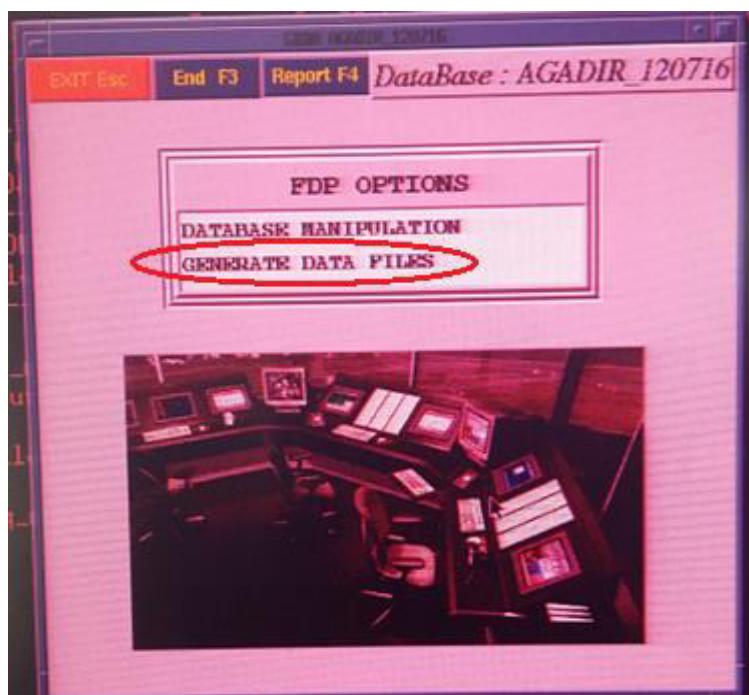 EXIT Esc End F3 Report F4 DataBase : AGADIR_120716
FDP OPTIONS
DATABASE MANIPULATION
GENERATE DATA FILES